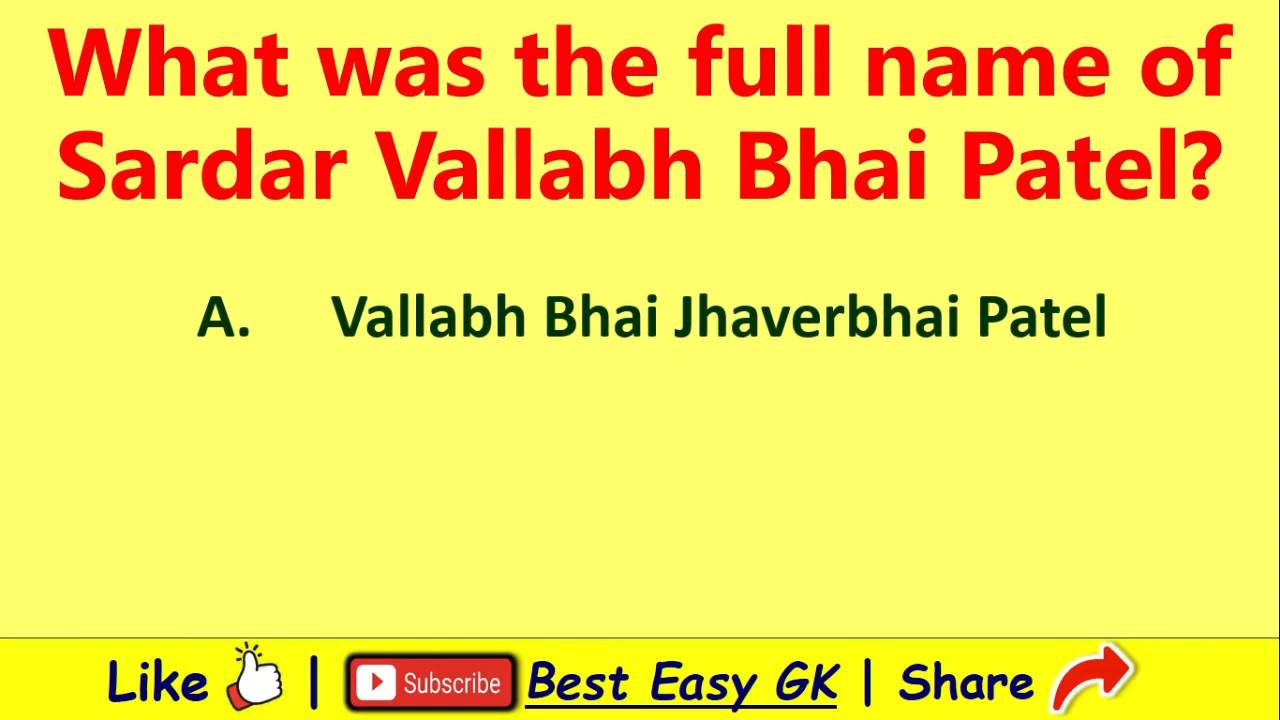 What was the full name of
Sardar Vallabh Bhai Patel?
A. Vallabh Bhai Jhaverbhai Patel
Like | Subscribe Best Easy GK | Share